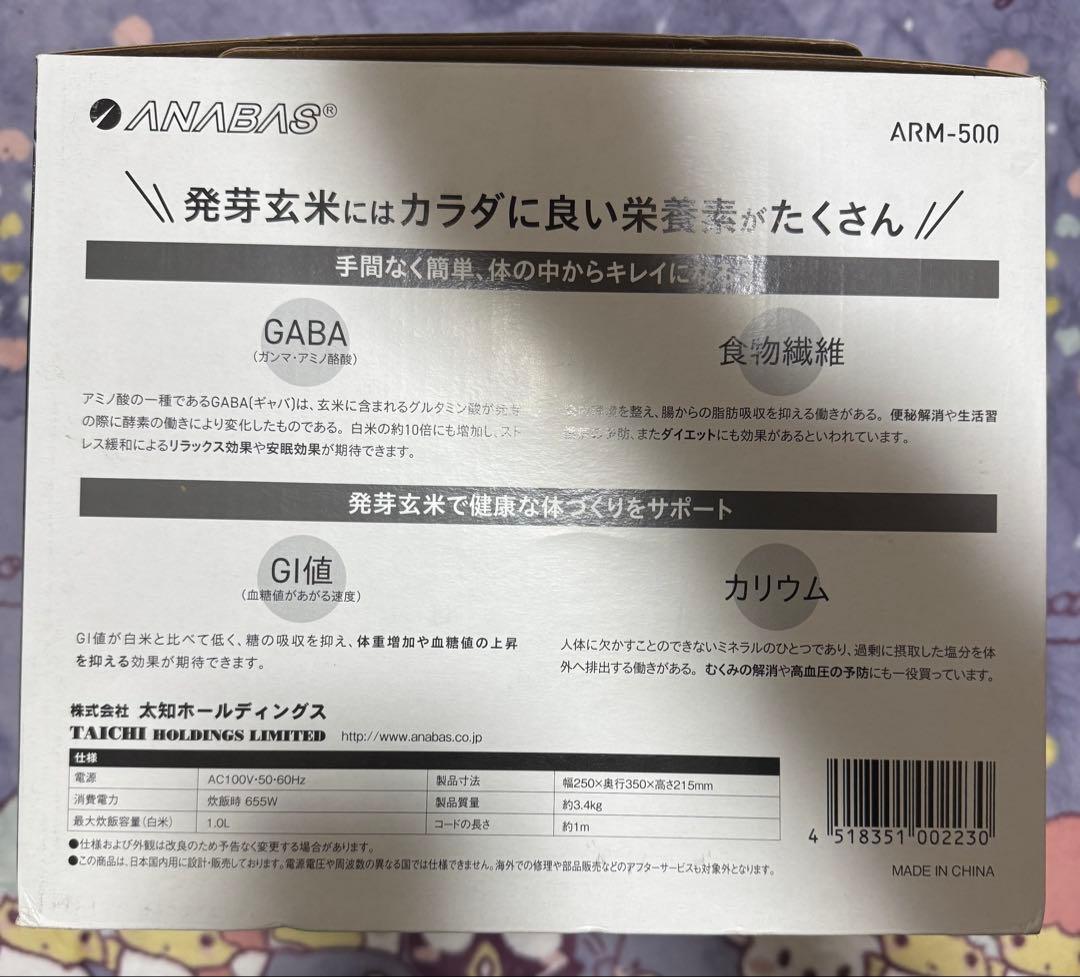 ANABAS®
ARM-500
発芽玄米にはカラダに良い栄養素がたくさん
手間なく簡単、体の中からキレイに
GABA
(ガンマ・アミノ酪酸)
アミノ酸の一種であるGABA(ギャバ)は、玄米に含まれるグルタミン酸が発芽
の際に酵素の働きにより変化したものである。白米の約10倍にも増加し、スト
レス緩和によるリラックス効果や安眠効果が期待できます。
食物繊維
を整え、腸からの脂肪吸収を抑える働きがある。便秘解消や生活習
予防、またダイエットにも効果があるといわれています。
発芽玄米で健康な体づくりをサポート
GI値
(血糖値があがる速度)
GI値が白米と比べて低く、糖の吸収を抑え、体重増加や血糖値の上昇
を抑える効果が期待できます。
カリウム
人体に欠かすことのできないミネラルのひとつであり、過剰に摂取した塩分を体
外へ排出する働きがある。むくみの解消や高血圧の予防にも一役買っています。
株式会社 太知ホールディングス
TAICHI HOLDINGS LIMITED http://www.anabas.co.jp
仕様
電源 AC100V・50・60Hz 製品寸法 幅250×奥行350×高さ215mm
消費電力 炊飯時 655W 製品質量 約3.4kg
最大炊飯容量(白米) 1.0L コードの長さ 約1m
●仕様および外観は改良のため予告なく変更する場合があります。
●この商品は、日本国内用に設計・販売しております。電源電圧や周波数の異なる国では仕様できません。海外での修理や部品販売などのアフターサービスも対象外となります。
4 518351 002230
MADE IN CHINA